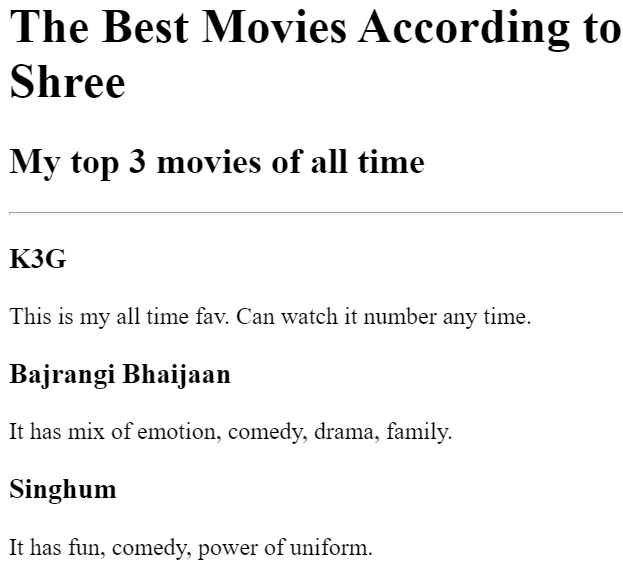 The Best Movies According to
Shree
My top 3 movies of all time
K3G
This is my all time fav. Can watch it number any time.
Bajrangi Bhaijaan
It has mix of emotion, comedy, drama, family.
Singhum
It has fun, comedy, power of uniform.